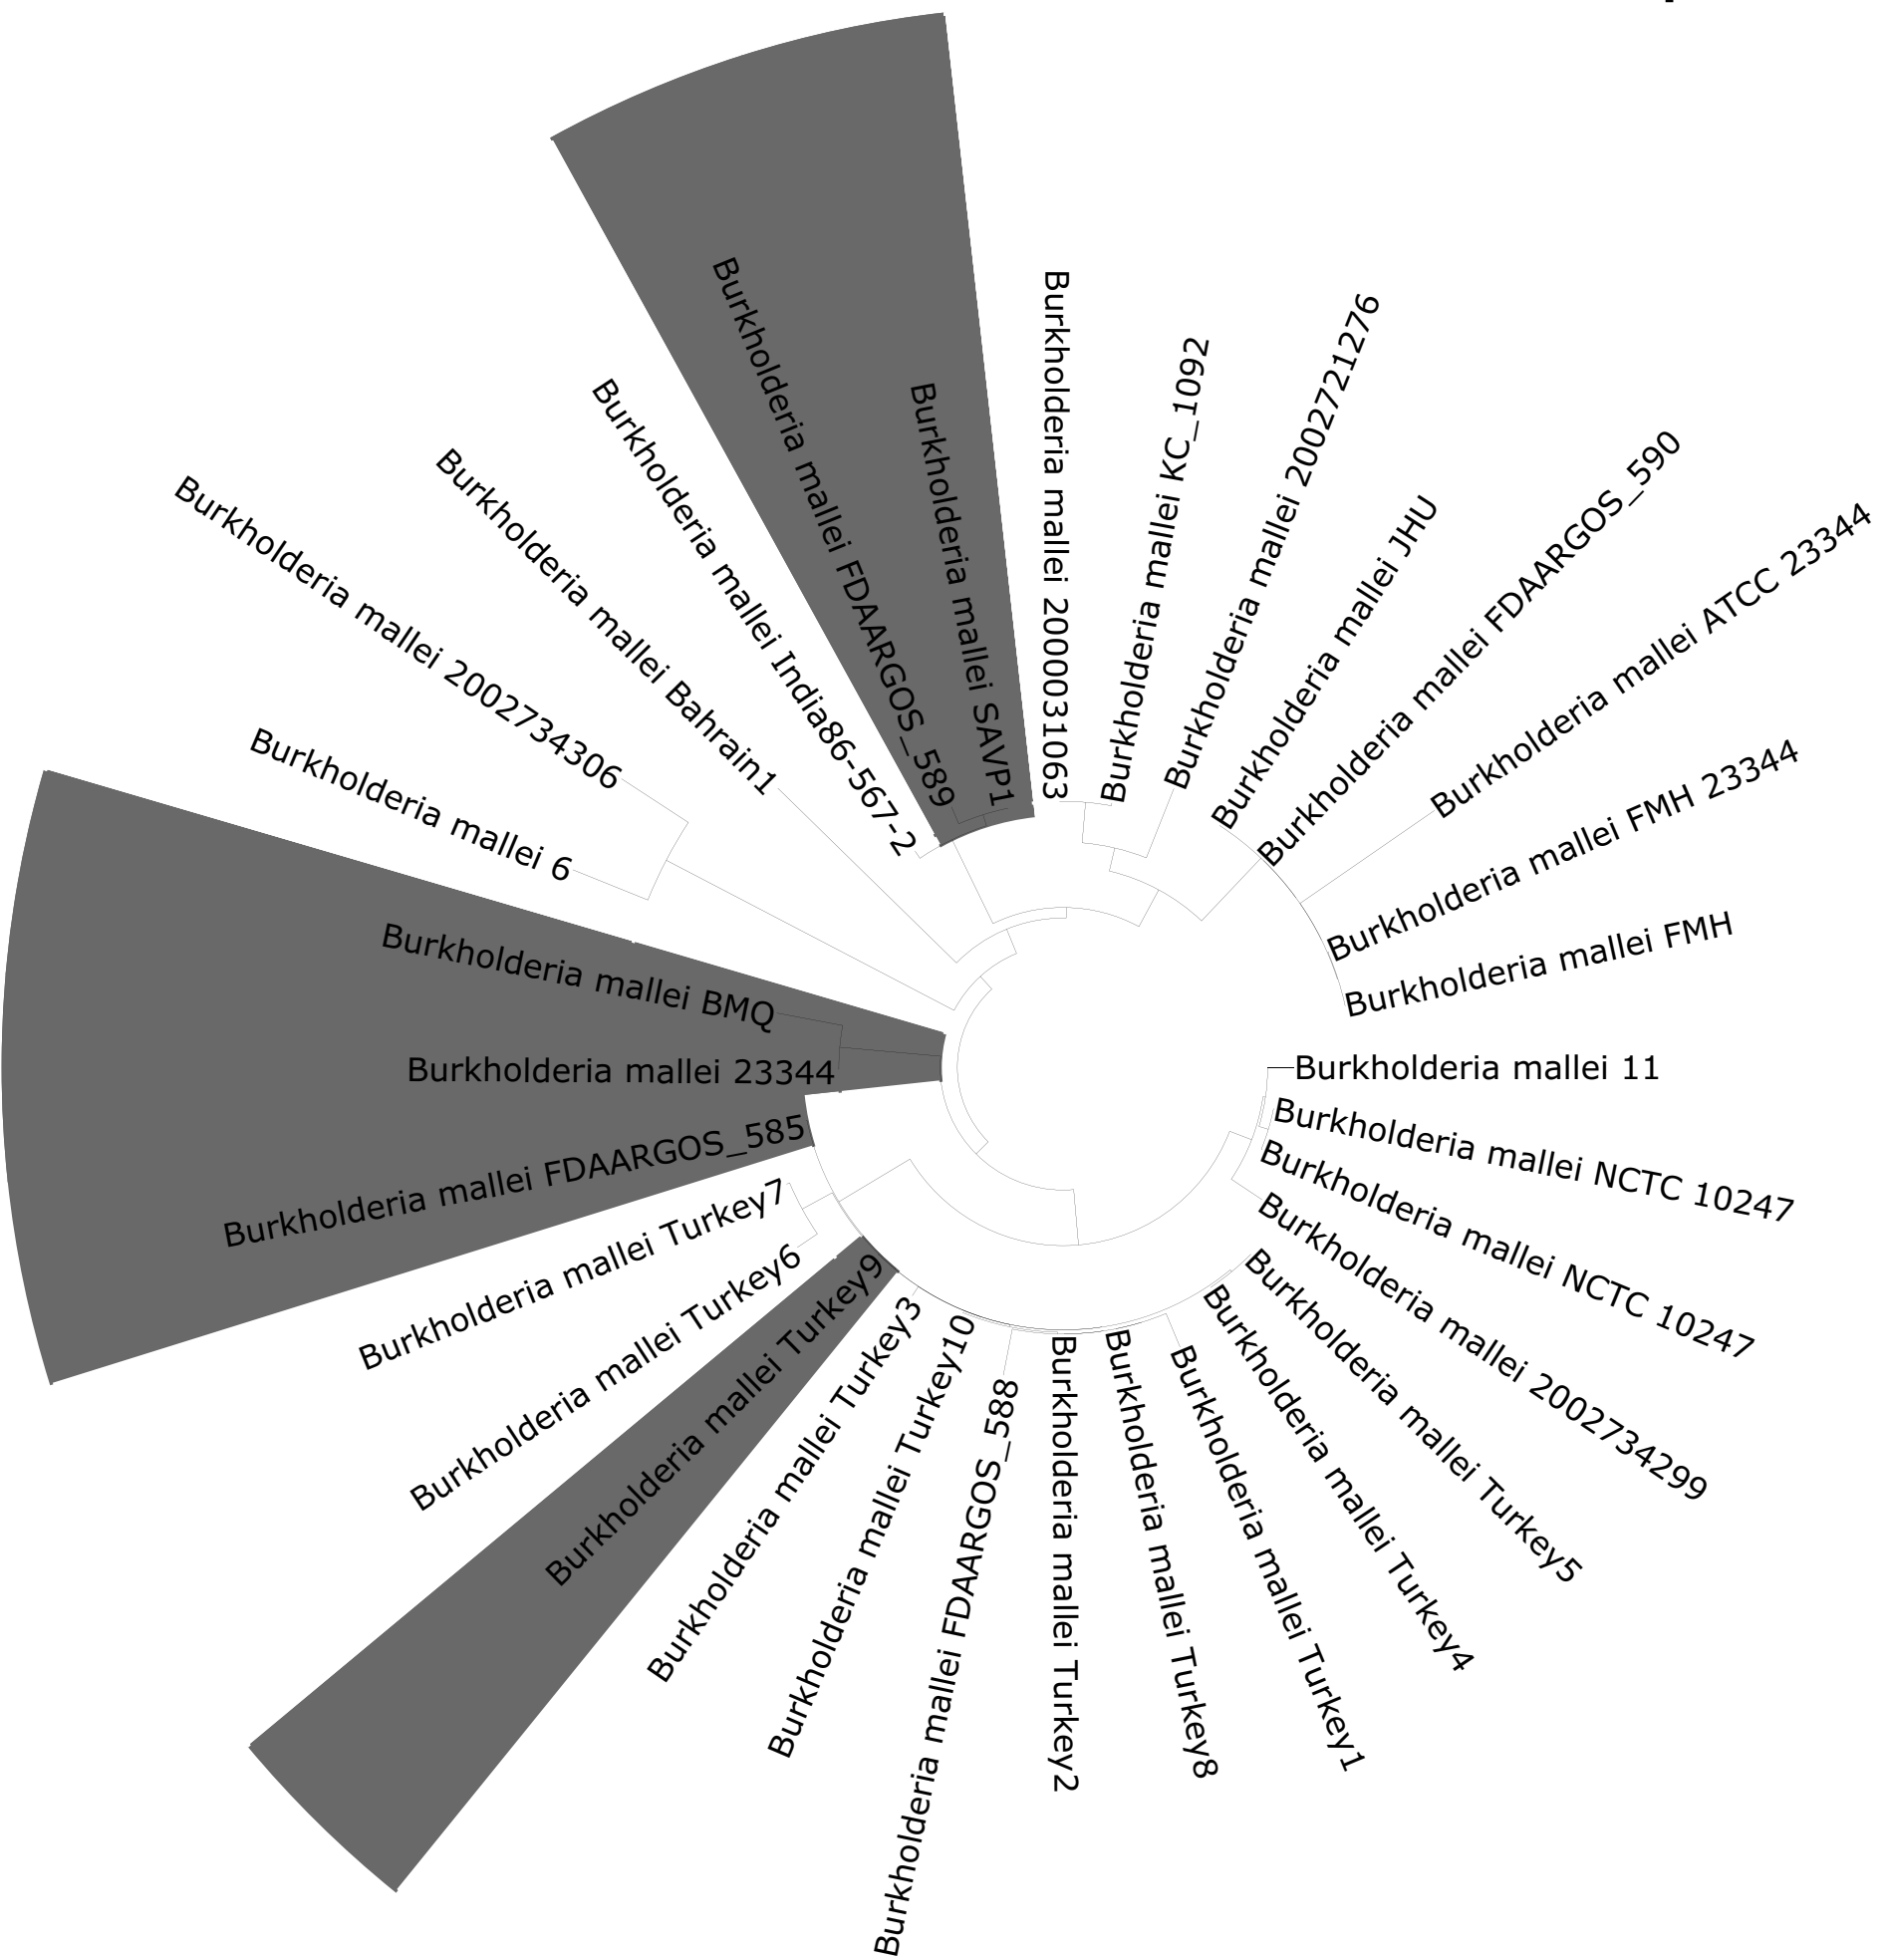 Burkholderia mallei 2000031063
Burkholderia mallei KC_1092
Burkholderia mallei 2002721276
Burkholderia mallei JHU
Burkholderia mallei FDAARGOS_590
Burkholderia mallei ATCC 23344
Burkholderia mallei FMH 23344
Burkholderia mallei FMH
Burkholderia mallei 11
Burkholderia mallei NCTC 10247
Burkholderia mallei NCTC 10247
Burkholderia mallei 2002734299
Burkholderia mallei Turkey5
Burkholderia mallei Turkey4
Burkholderia mallei Turkey1
Burkholderia mallei Turkey8
Burkholderia mallei Turkey2
Burkholderia mallei FDAARGOS_588
Burkholderia mallei Turkey10
Burkholderia mallei Turkey3
Burkholderia mallei Turkey9
Burkholderia mallei Turkey6
Burkholderia mallei Turkey7
Burkholderia mallei FDAARGOS_585
Burkholderia mallei 23344
Burkholderia mallei BMQ
Burkholderia mallei 6
Burkholderia mallei 2002734306
Burkholderia mallei Bahrain1
Burkholderia mallei India86-567-2
Burkholderia mallei FDAARGOS_589
Burkholderia mallei SAVP1